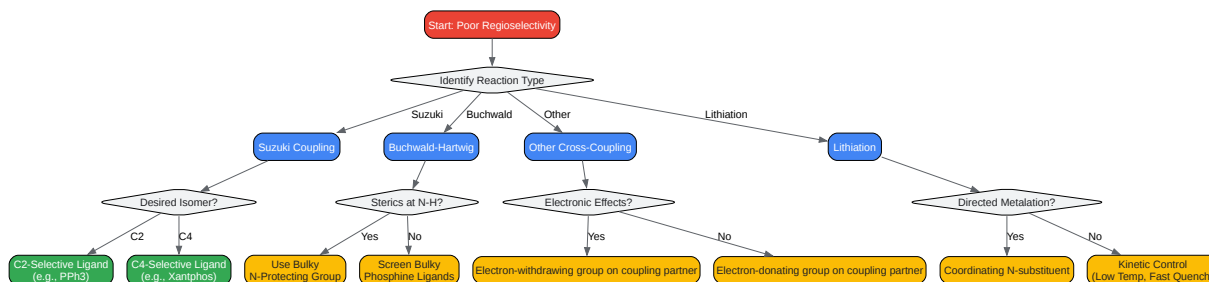 Start: Poor Regioselectivity
Identify Reaction Type
Suzuki
Buchwald
Other
Lithiation
Suzuki Coupling
Buchwald-Hartwig
Other Cross-Coupling
Lithiation
Desired Isomer?
Sterics at N-H?
Electronic Effects?
Directed Metalation?
C2
C4
Yes
No
Yes
No
Yes
No
C2-Selective Ligand
(e.g., PPh3)
C4-Selective Ligand
(e.g., Xantphos)
Use Bulky
N-Protecting Group
Screen Bulky
Phosphine Ligands
Electron-withdrawing group on coupling partner
Electron-donating group on coupling partner
Coordinating N-substituent
Kinetic Control
(Low Temp, Fast Quench